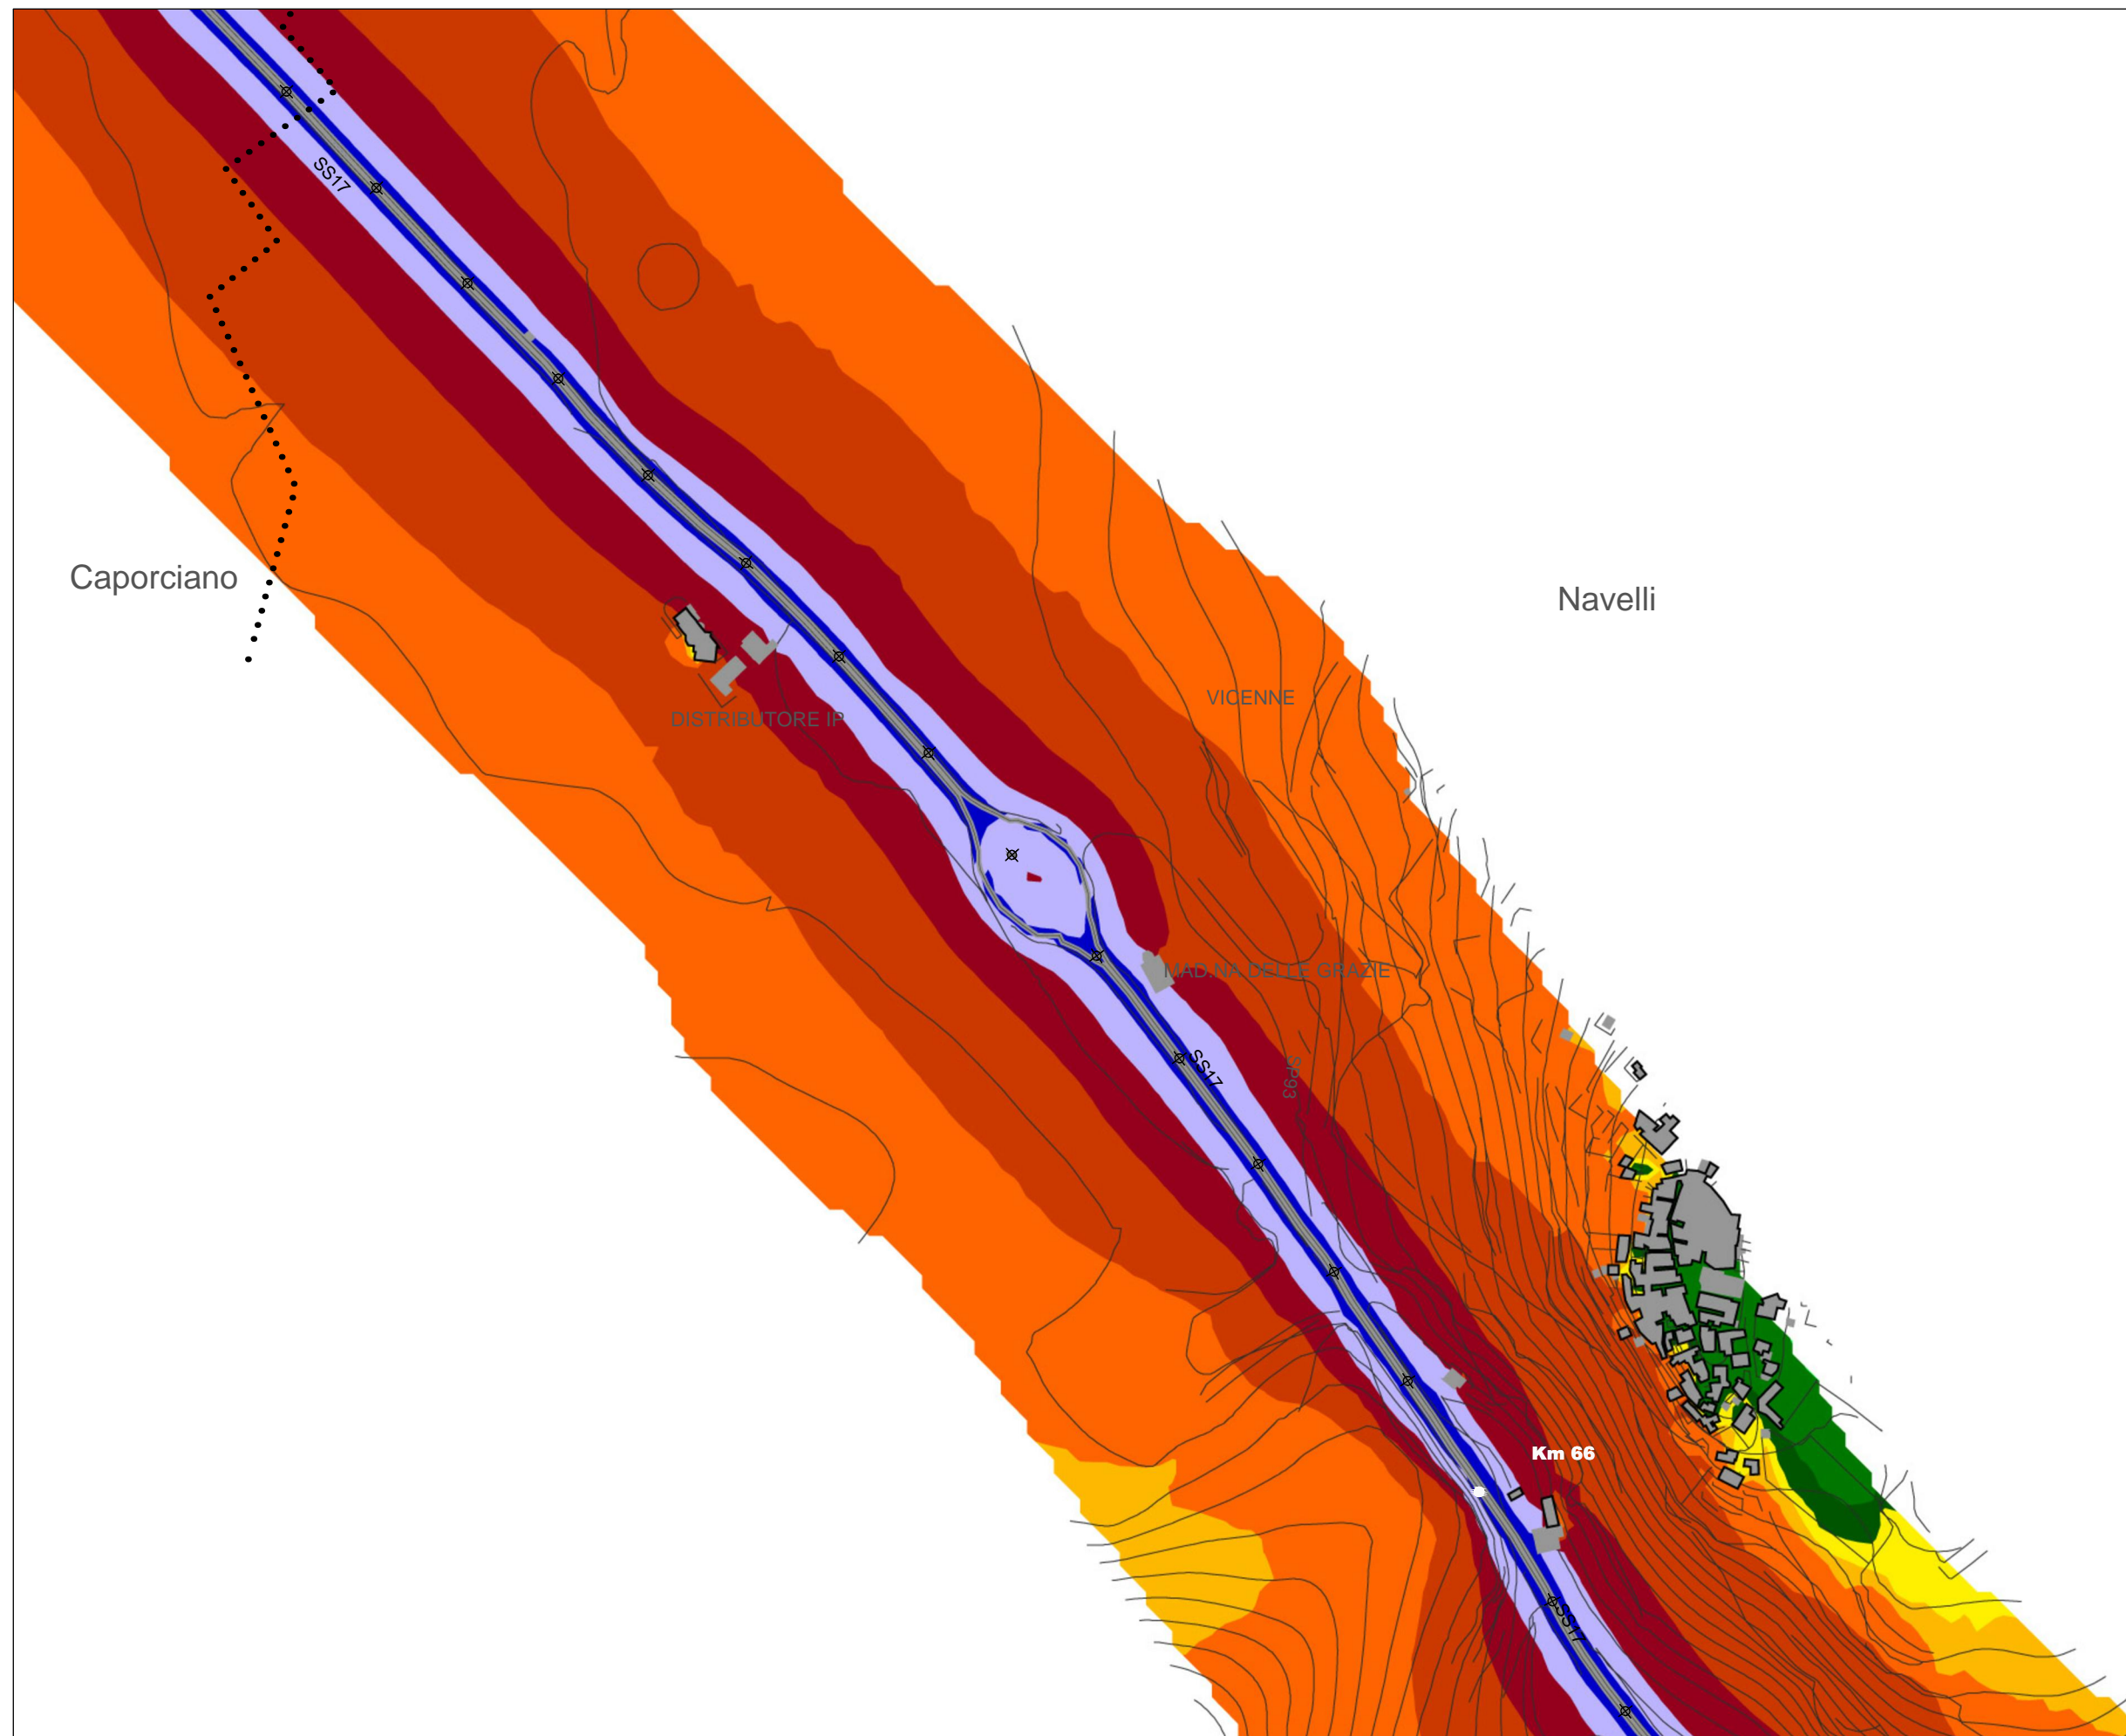 SS17
Caporciano
Navelli
VICENNE
DISTRIBUTORE IP
MAD.NA DELLE GRAZIE
SS17
SP93
Km 66
SS17